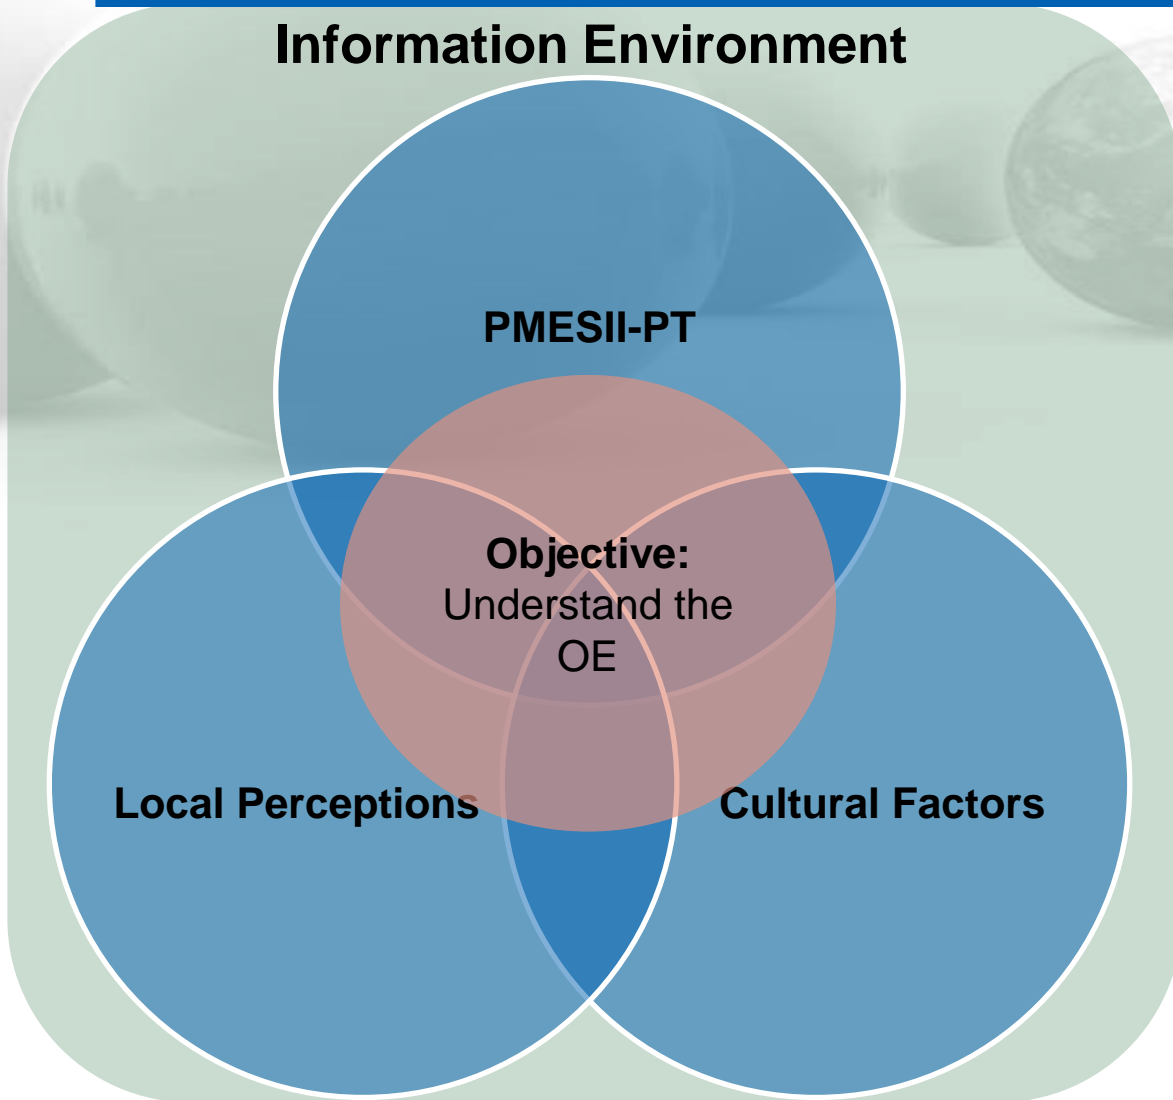 Information Environment
PMESII-PT
Objective:
Understand the
OE
Local Perceptions
Cultural Factors